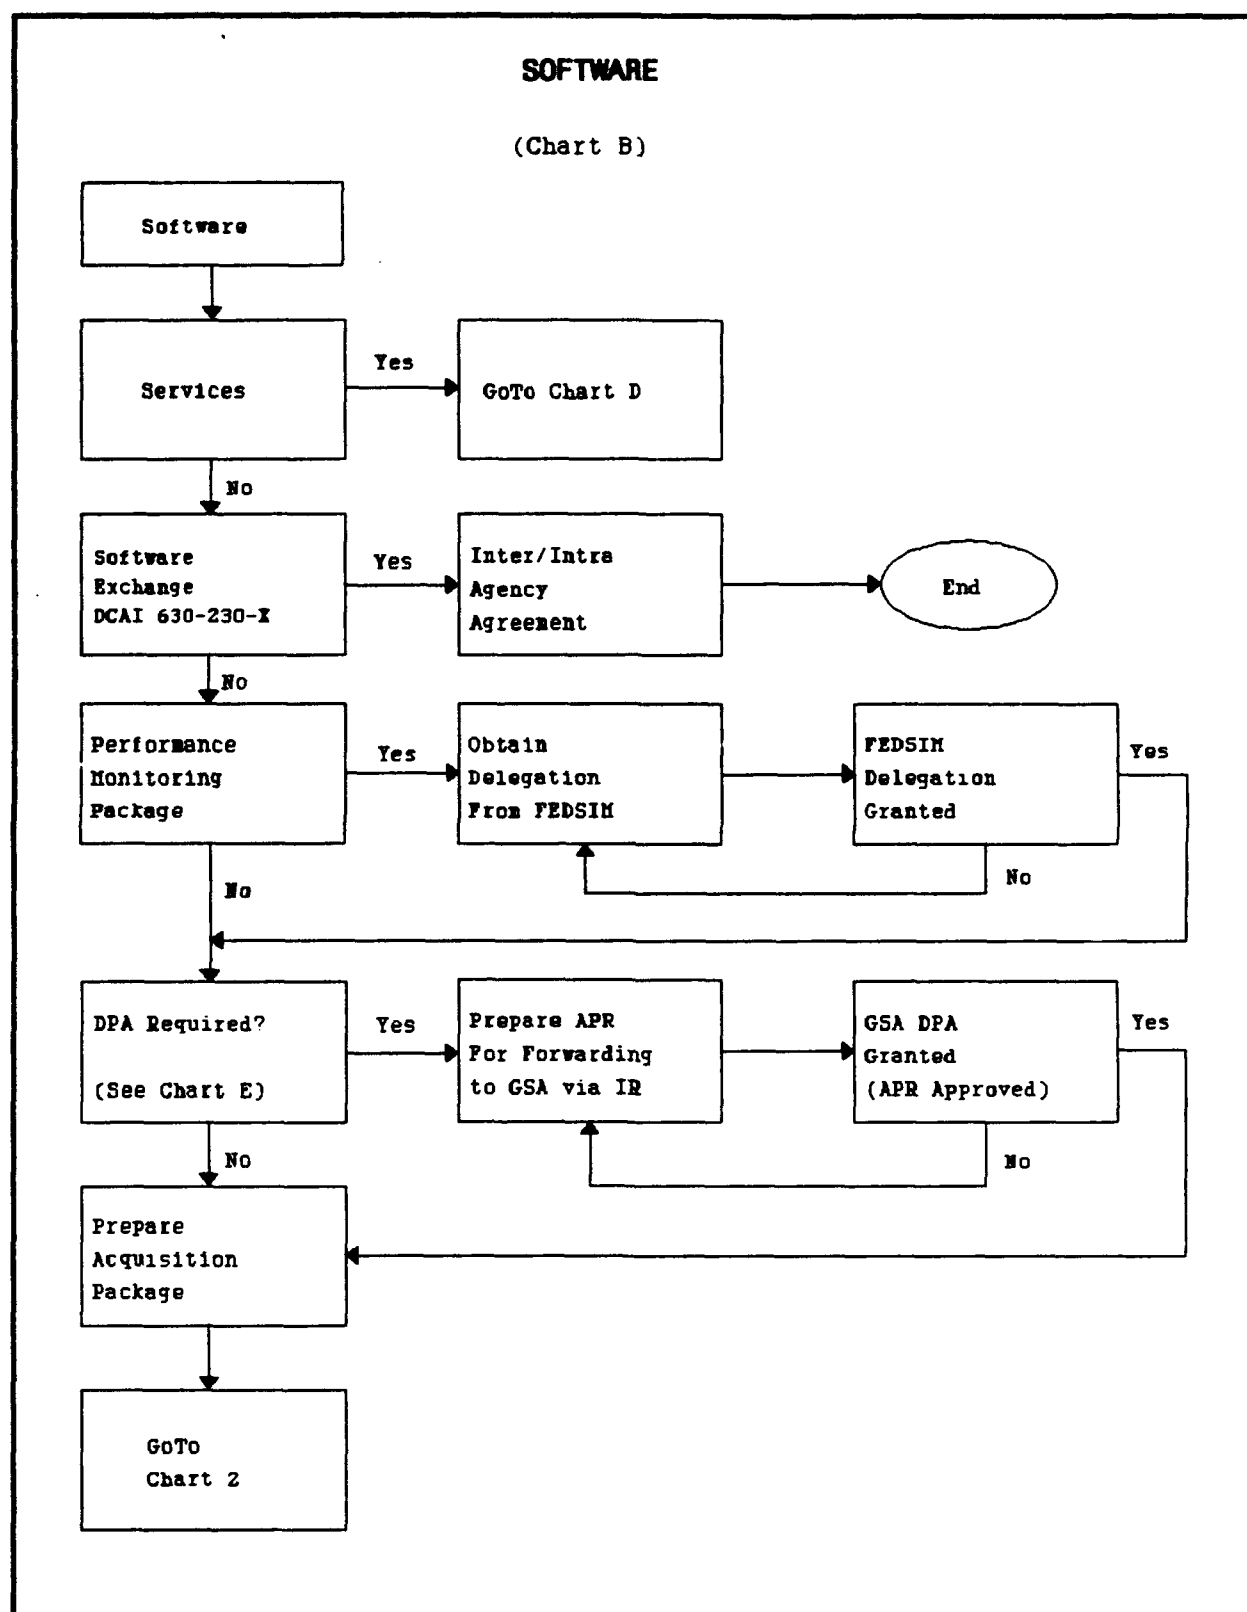 SOFTWARE
(Chart B)
Software
Services
Yes
GoTo Chart D
No
Software
Exchange
DCAI 630-230-X
Yes
Inter/Intra
Agency
Agreement
End
No
Performance
Monitoring
Package
Yes
Obtain
Delegation
From FEDSIM
FEDSIM
Delegation
Granted
Yes
No
No
DPA Required?
(See Chart E)
Yes
Prepare APR
For Forwarding
to GSA via IR
GSA DPA
Granted
(APR Approved)
Yes
No
No
Prepare
Acquisition
Package
GoTo
Chart 2